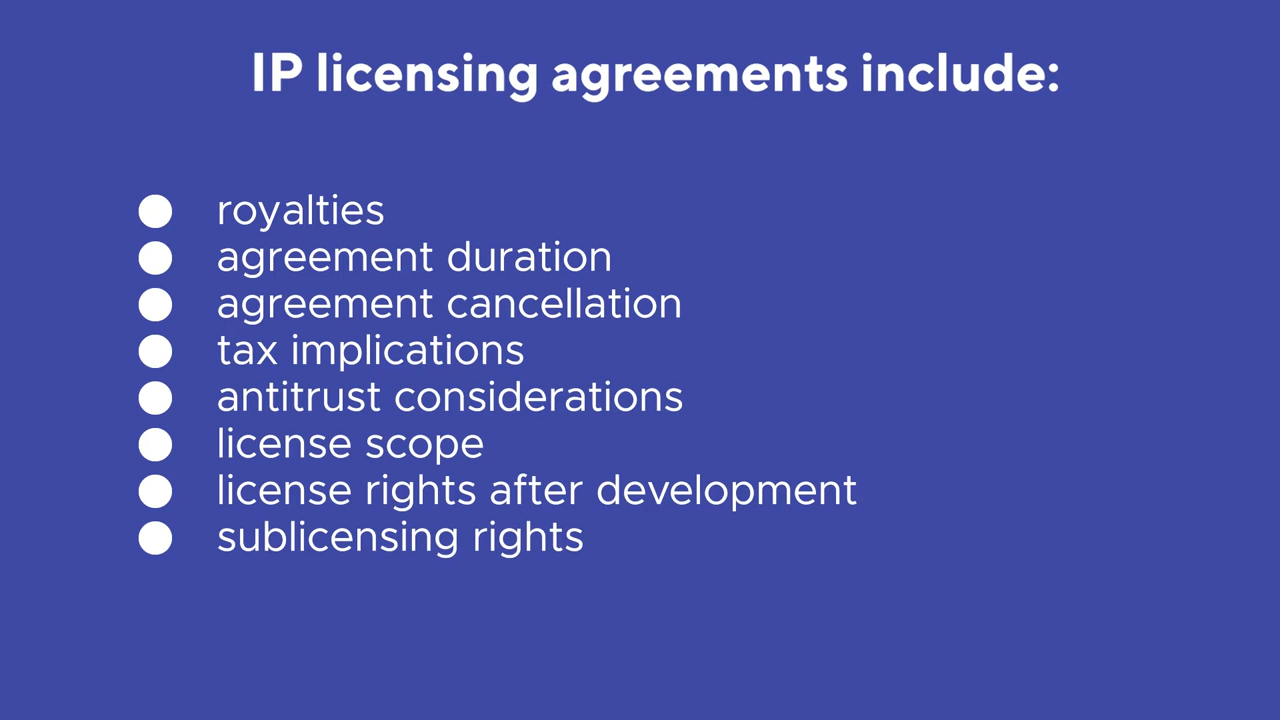 IP licensing agreements include:
● royalties
● agreement duration
● agreement cancellation
● tax implications
● antitrust considerations
● license scope
● license rights after development
● sublicensing rights